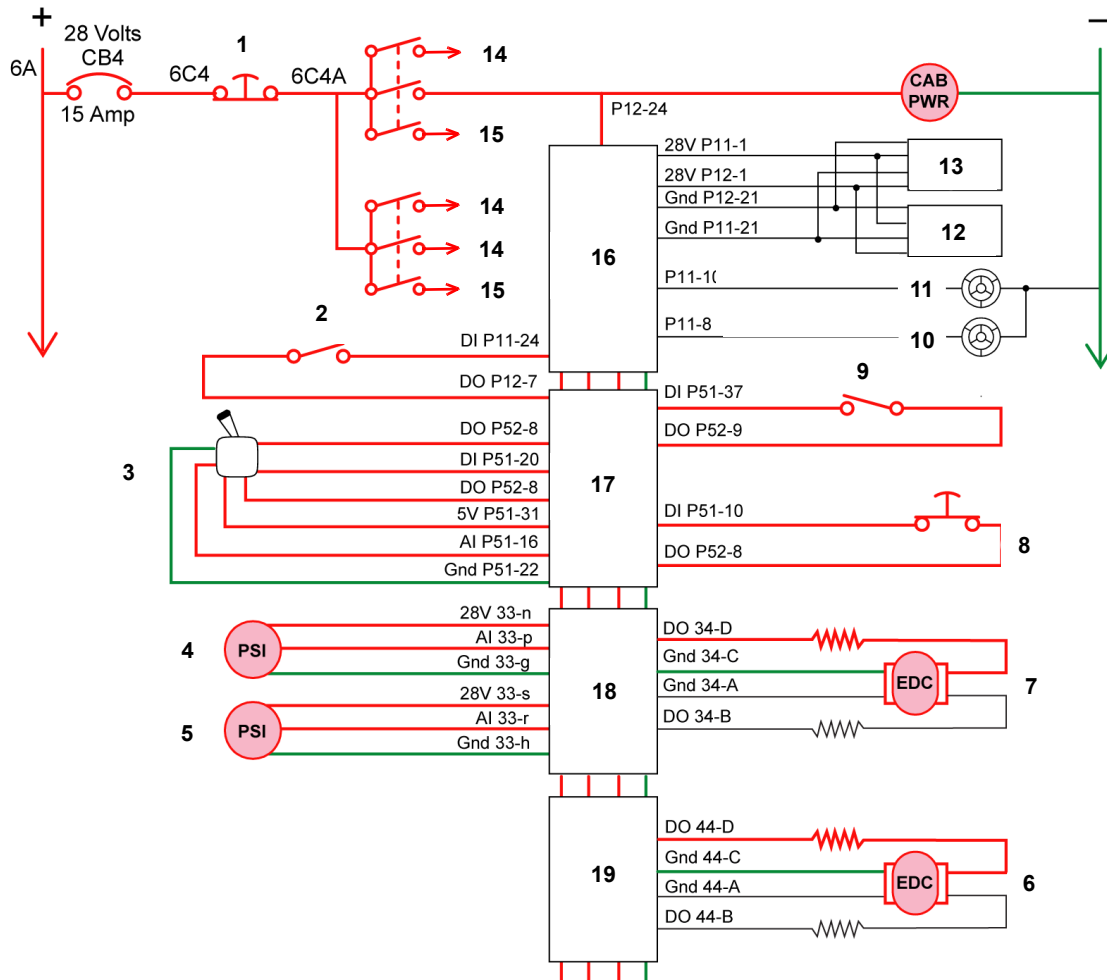 +
–
28 Volts
CB4
6A
15 Amp
6C4
1
6C4A
14
15
P12-24
CAB
PWR
14
14
15
16
28V P11-1
28V P12-1
Gnd P12-21
Gnd P11-21
13
12
P11-10
11
P11-8
10
2
DI P11-24
DO P12-7
9
DI P51-37
DO P52-9
3
DO P52-8
DI P51-20
DO P52-8
5V P51-31
AI P51-16
Gnd P51-22
17
DI P51-10
DO P52-8
8
4
PSI
28V 33-n
AI 33-p
Gnd 33-g
5
PSI
28V 33-s
AI 33-r
Gnd 33-h
18
DO 34-D
Gnd 34-C
Gnd 34-A
DO 34-B
EDC
7
19
DO 44-D
Gnd 44-C
Gnd 44-A
DO 44-B
EDC
6